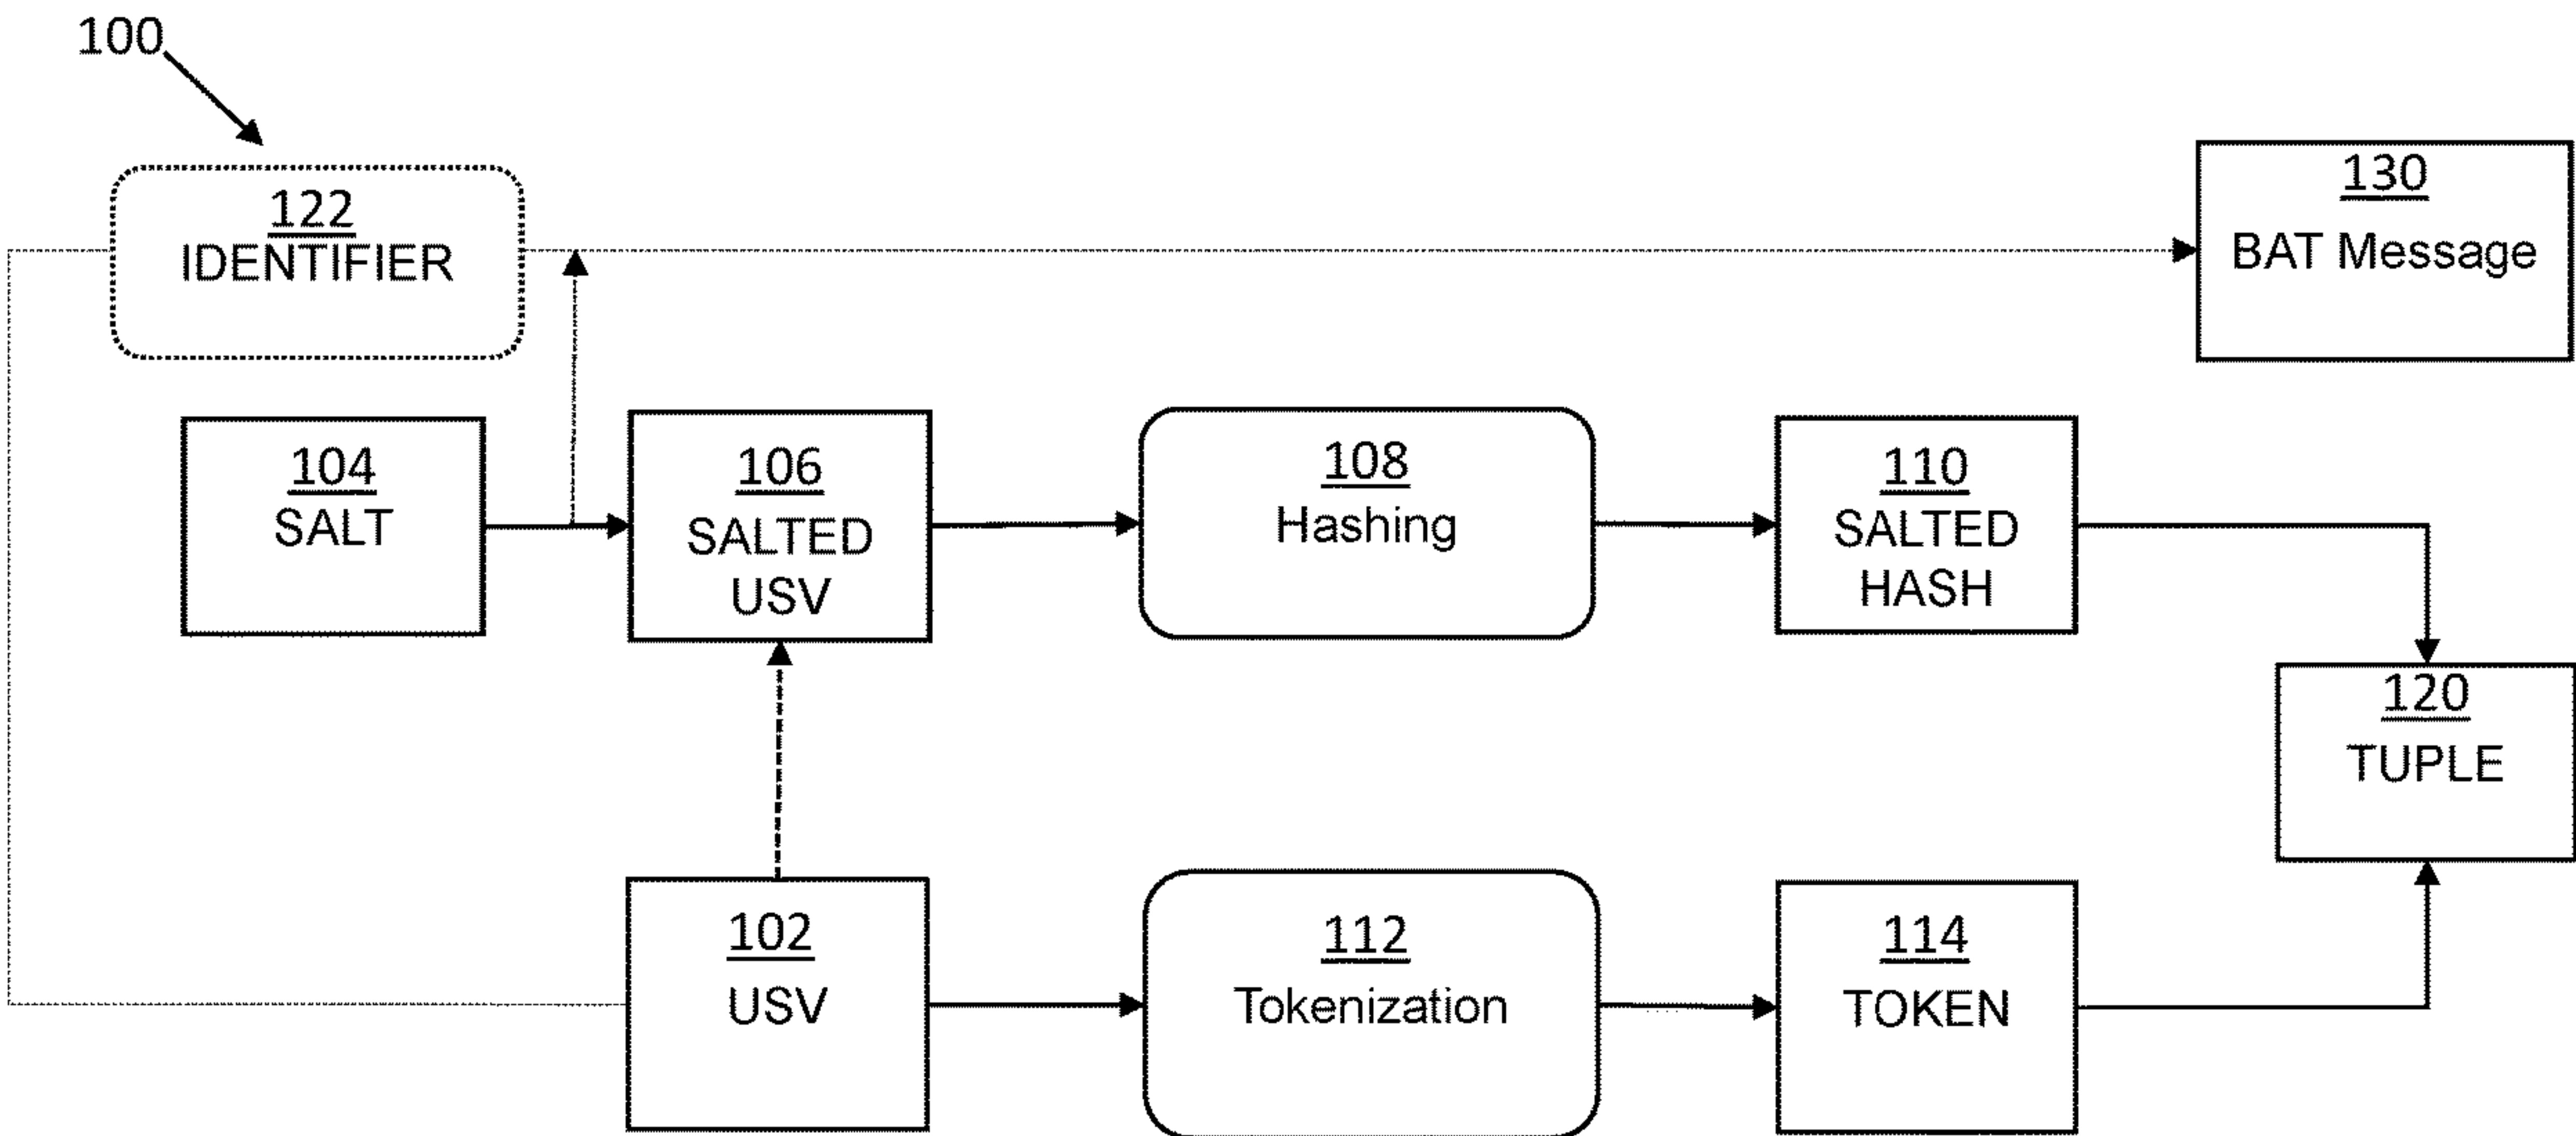 100
122
IDENTIFIER
130
BAT Message
104
SALT
106
SALTED
USV
108
Hashing
110
SALTED
HASH
120
TUPLE
102
USV
112
Tokenization
114
TOKEN